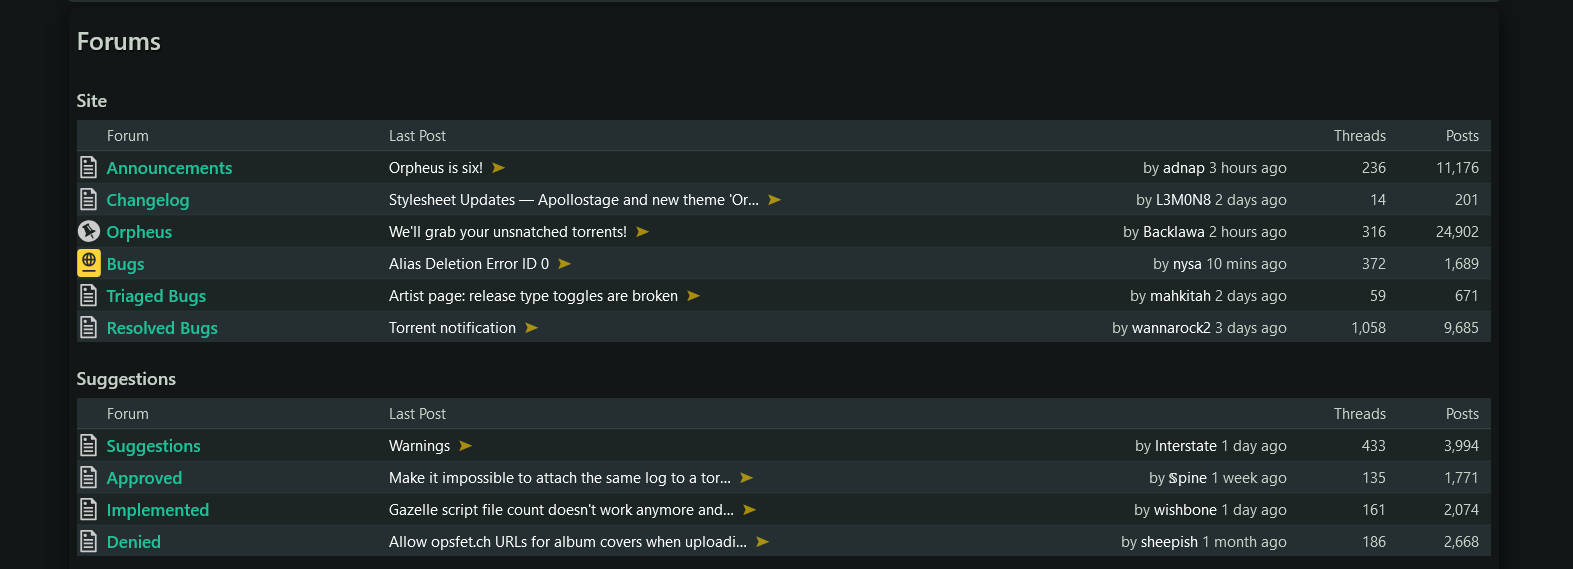 Forums
Site
Forum Last Post Threads Posts
Announcements Orpheus is six! by adnap 3 hours ago 236 11,176
Changelog Stylesheet Updates — Apollostage and new theme 'Or... by L3M0N8 2 days ago 14 201
Orpheus We'll grab your unsnatched torrents! by Backlawa 2 hours ago 316 24,902
Bugs Alias Deletion Error ID 0 by nysa 10 mins ago 372 1,689
Triaged Bugs Artist page: release type toggles are broken by mahkitah 2 days ago 59 671
Resolved Bugs Torrent notification by wannarock2 3 days ago 1,058 9,685
Suggestions
Forum Last Post Threads Posts
Suggestions Warnings by Interstate 1 day ago 433 3,994
Approved Make it impossible to attach the same log to a tor... by Spine 1 week ago 135 1,771
Implemented Gazelle script file count doesn't work anymore and... by wishbone 1 day ago 161 2,074
Denied Allow opsfet.ch URLs for album covers when uploadi... by sheepish 1 month ago 186 2,668